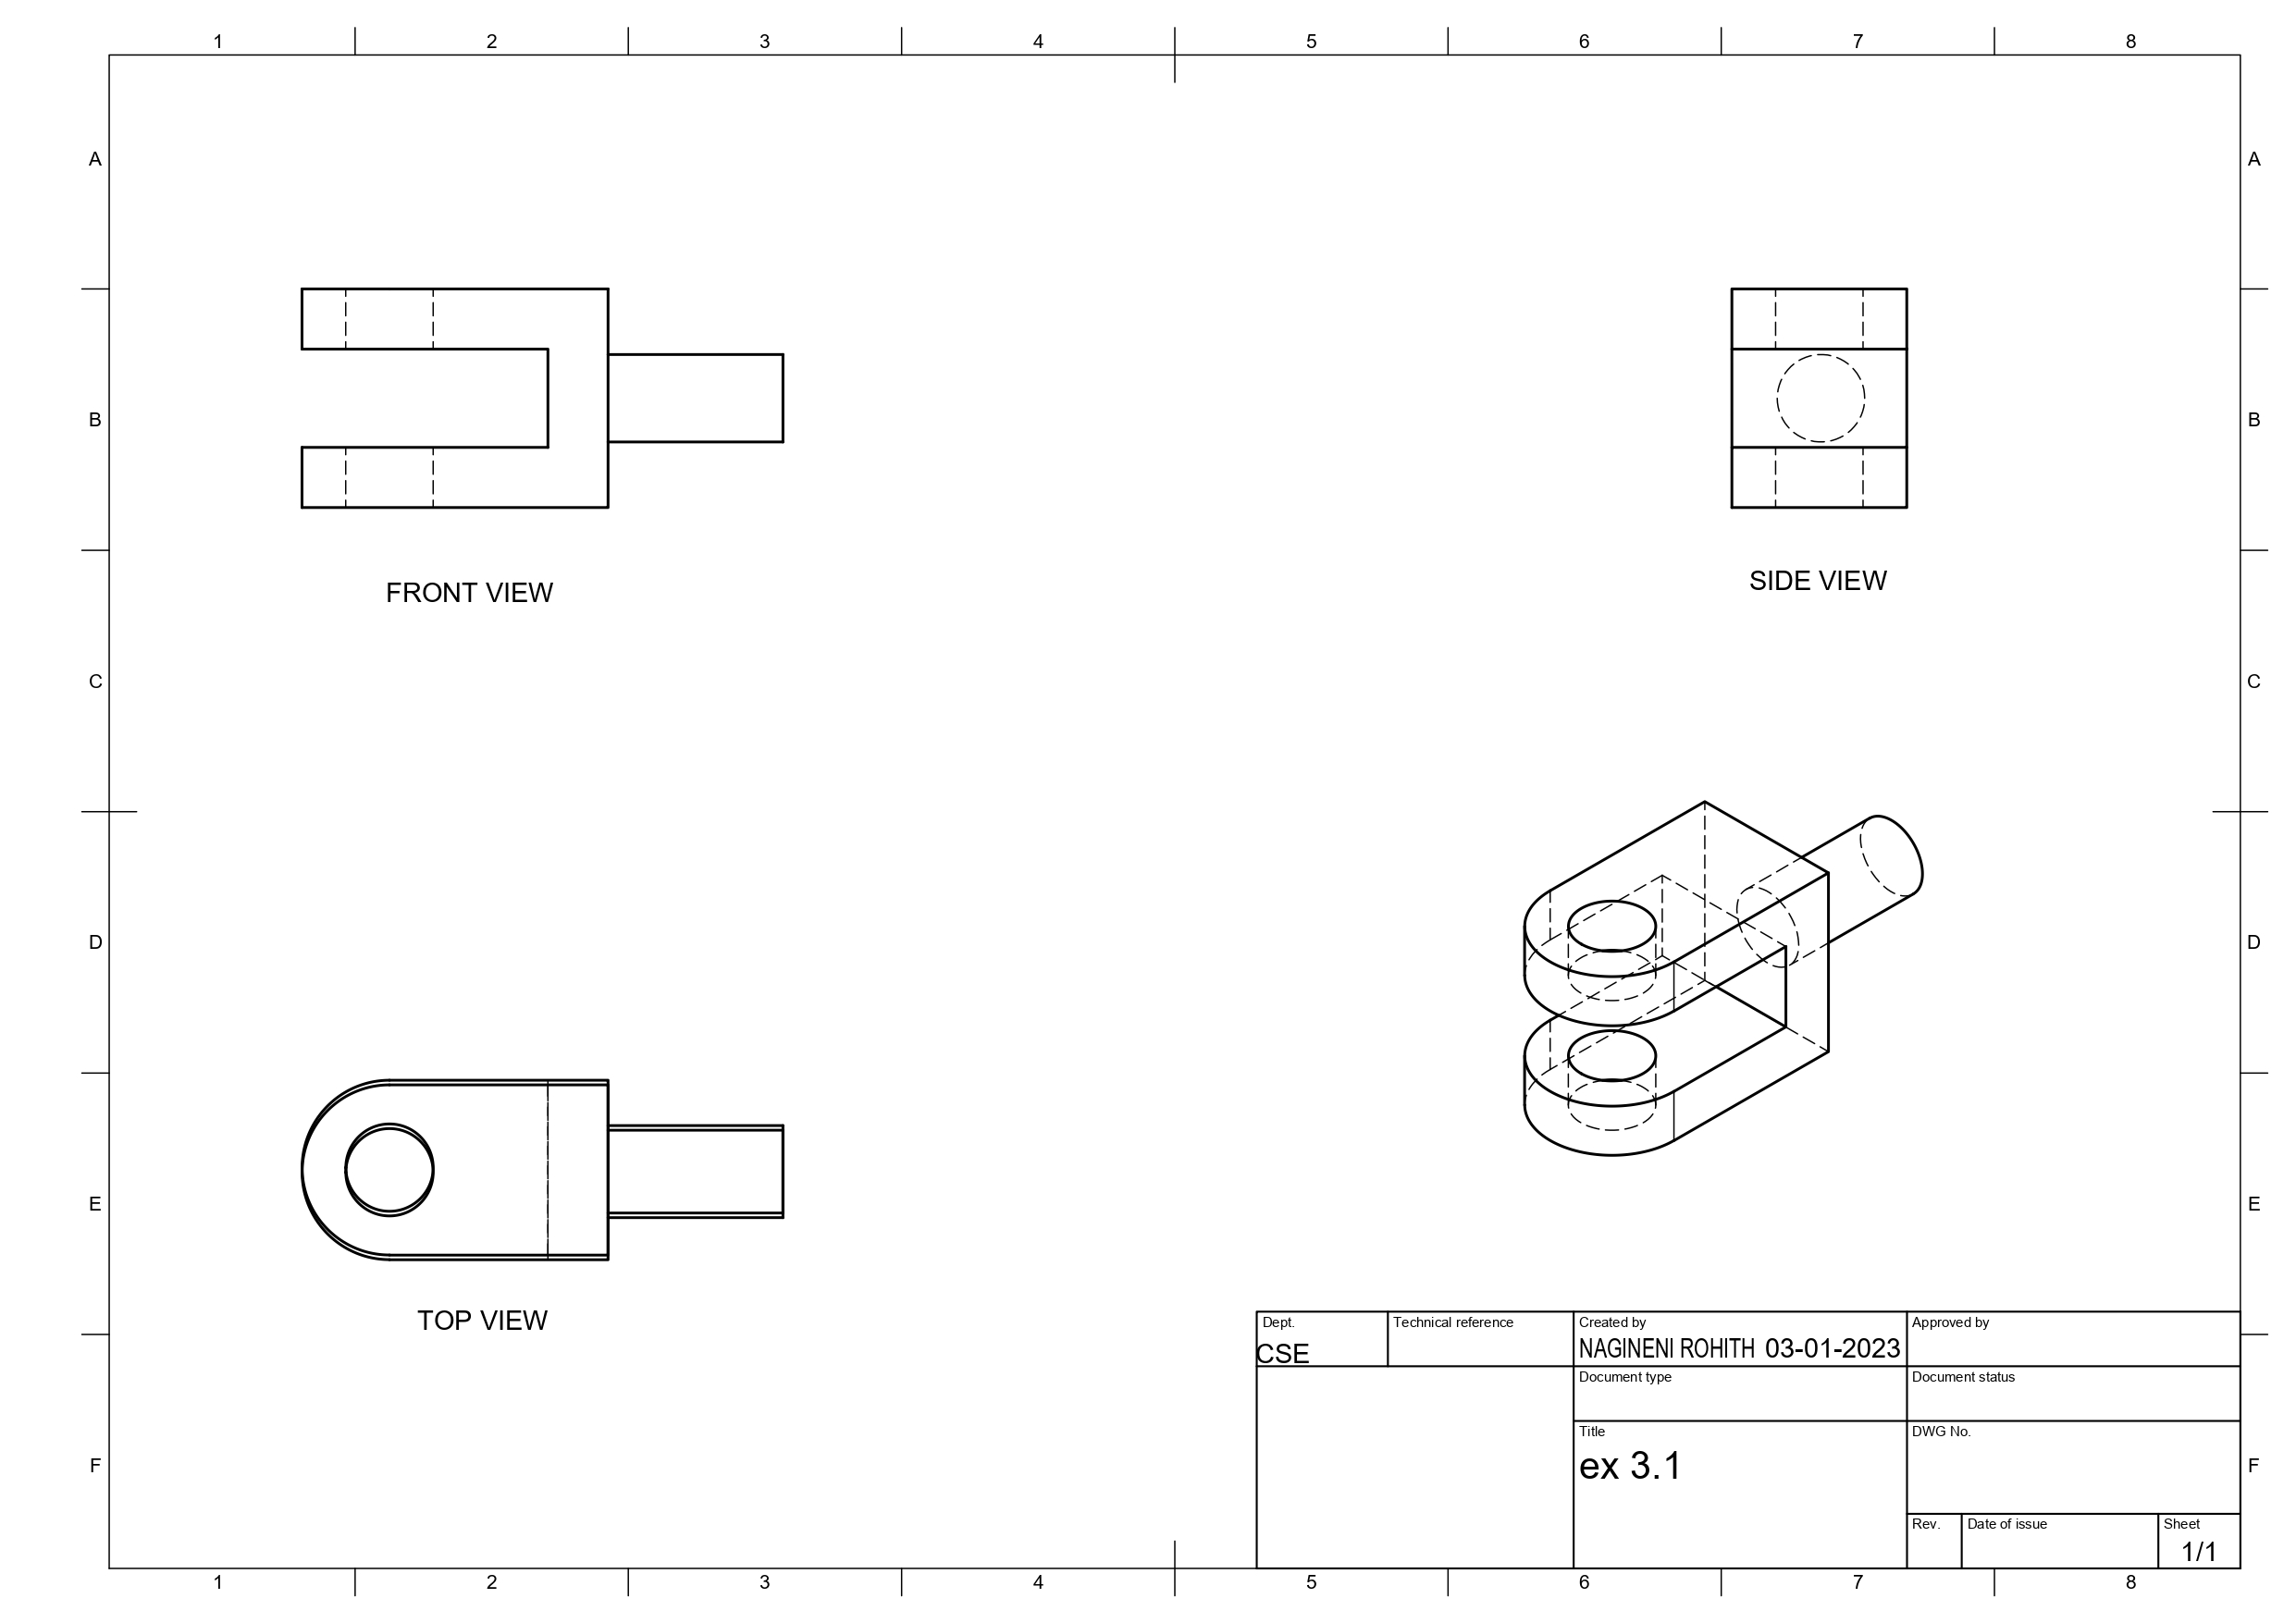 1 2 3 4 5 6 7 8
A A
B B
FRONT VIEW SIDE VIEW
C C
D D
E E
TOP VIEW
Dept. Technical reference Created by Approved by
CSE NAGINENI ROHITH 03-01-2023
Document type Document status
Title DWG No.
ex 3.1
F F
Rev. Date of issue Sheet
1/1
1 2 3 4 5 6 7 8